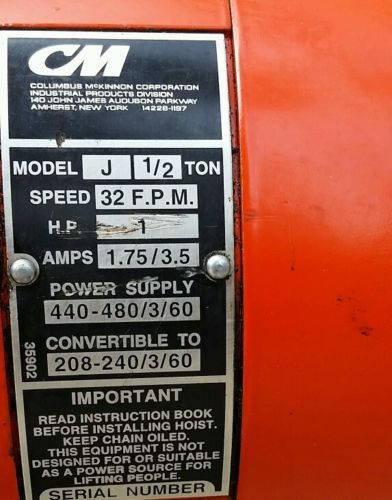 CM
COLUMBUS McKINNON CORPORATION
INDUSTRIAL PRODUCTS DIVISION
140 JOHN JAMES AUDUBON PARKWAY
AMHERST, NEW YORK 14228-1197
MODEL J 1/2 TON
SPEED 32 F.P.M.
H.P. 1
AMPS 1.75/3.5
POWER SUPPLY
440-480/3/60
CONVERTIBLE TO
208-240/3/60
35902
IMPORTANT
READ INSTRUCTION BOOK
BEFORE INSTALLING HOIST.
KEEP CHAIN OILED.
THIS EQUIPMENT IS NOT
DESIGNED FOR OR SUITABLE
AS A POWER SOURCE FOR
LIFTING PEOPLE.
SERIAL NUMBER